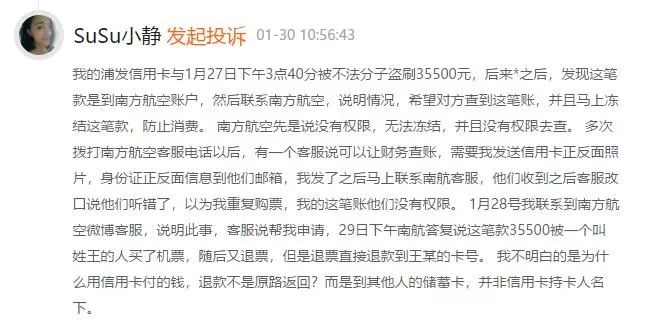 SuSu小静 发起投诉 01-30 10:56:43
我的浦发信用卡与1月27日下午3点40分被不法分子盗刷35500元，后来*之后，发现这笔
款是到南方航空账户，然后联系南方航空，说明情况，希望对方查到这笔账，并且马上冻
结这笔款，防止消费。 南方航空先是说没有权限，无法冻结，并且没有权限去查。 多次
拨打南方航空客服电话以后，有一个客服说可以让财务查账，需要我发送信用卡正反面照
片，身份证正反面信息到他们邮箱，我发了之后马上联系南航客服，他们收到之后客服改
口说他们听错了，以为我重复购票，我的这笔账他们没有权限。 1月28号我联系到南方航
空微博客服，说明此事，客服说帮我申请，29日下午南航答复说这笔款35500被一个叫
姓王的人买了机票，随后又退票，但是退票直接退款到王某的卡号。 我不明白的是为什
么用信用卡付的钱，退款不是原路返回？而是到其他人的储蓄卡，并非信用卡持卡人名
下。